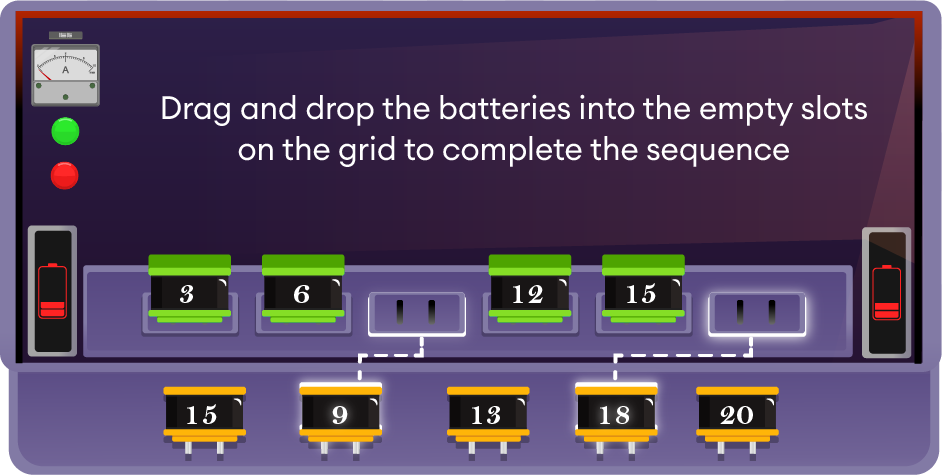 A
Drag and drop the batteries into the empty slots
on the grid to complete the sequence
3 6 12 15
15 9 13 18 20